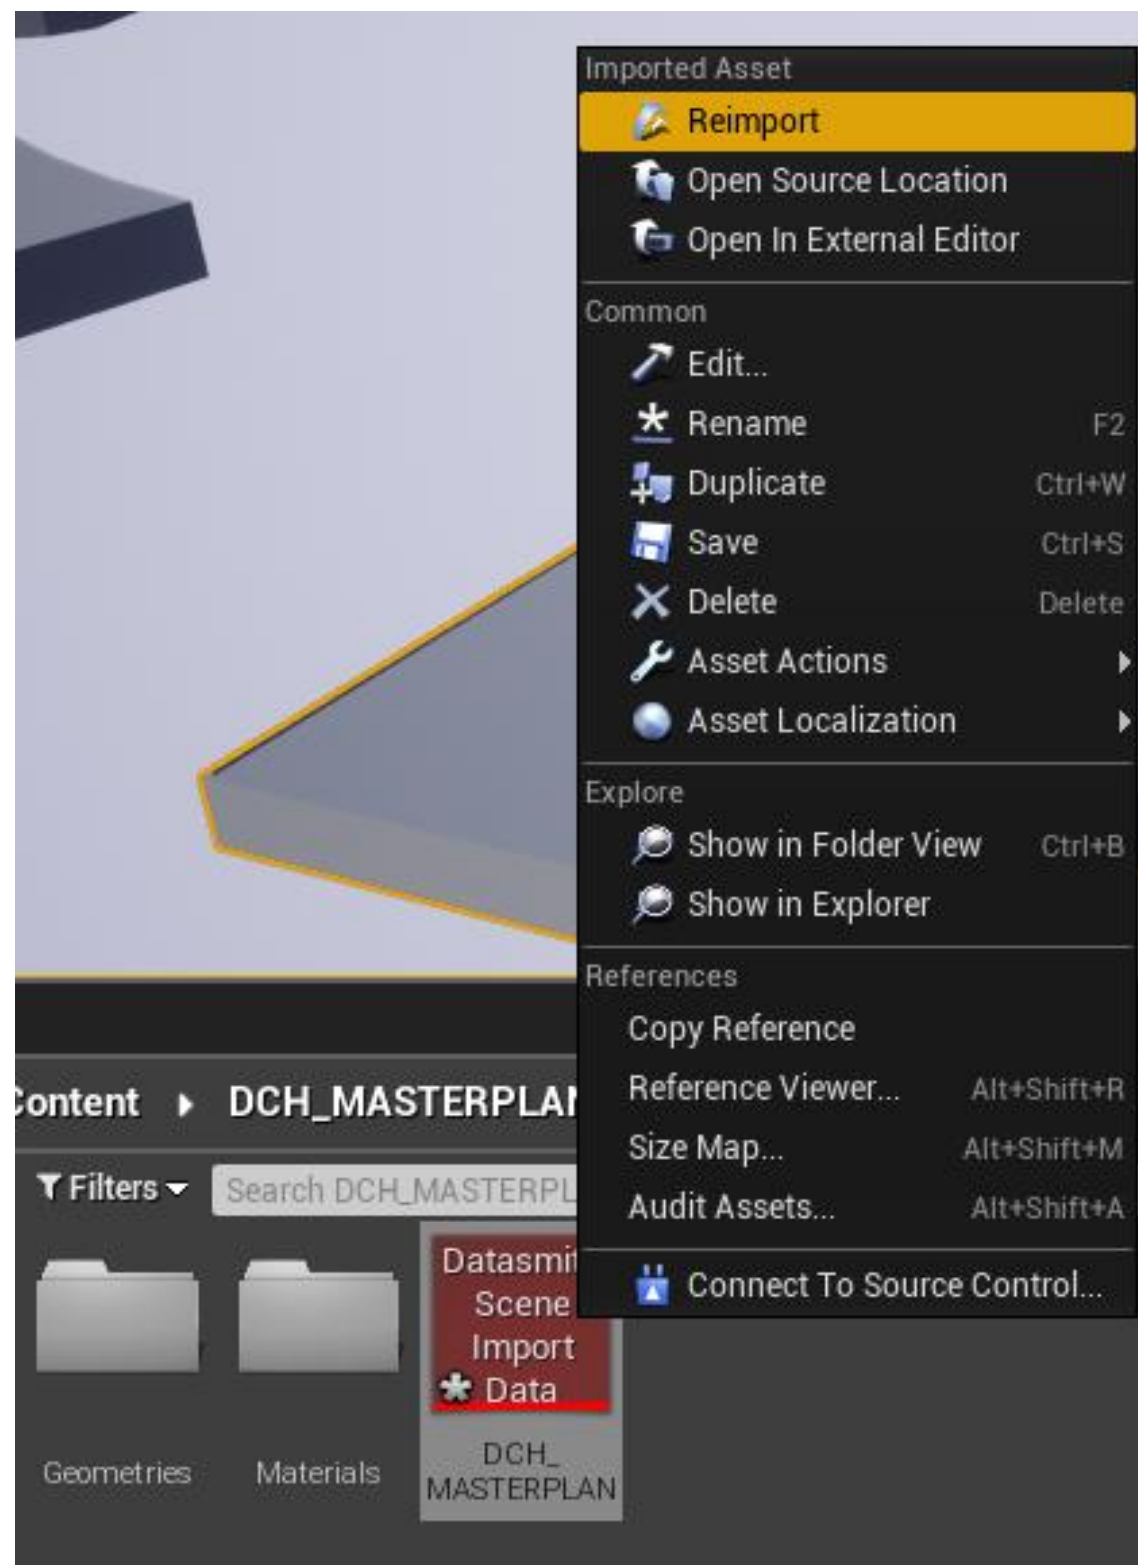 Imported Asset
Reimport
Open Source Location
Open In External Editor
Common
Edit...
Rename F2
Duplicate Ctrl+W
Save Ctrl+S
Delete Delete
Asset Actions
Asset Localization
Explore
Show in Folder View Ctrl+B
Show in Explorer
References
Copy Reference
Reference Viewer... Alt+Shift+R
Size Map... Alt+Shift+M
Audit Assets... Alt+Shift+A
Connect To Source Control...
Content DCH_MASTERPLAN
Filters Search DCH_MASTERPL
Datasmit
Scene
Import
Data
Geometries
Materials
DCH_
MASTERPLAN